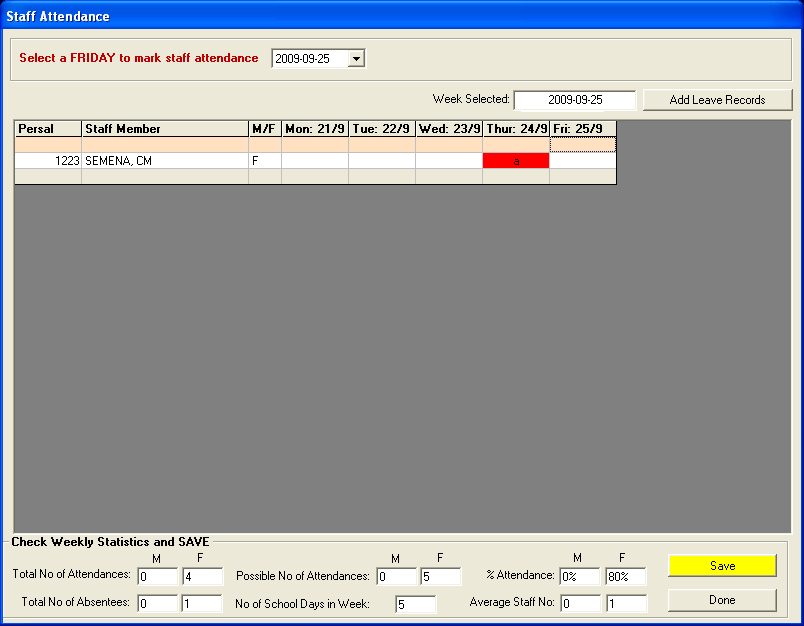 Staff Attendance
Select a FRIDAY to mark staff attendance 2009-09-25
Week Selected: 2009-09-25 Add Leave Records
Persal Staff Member M/F Mon: 21/9 Tue: 22/9 Wed: 23/9 Thur: 24/9 Fri: 25/9
1223 SEMENA, CM F a
Check Weekly Statistics and SAVE
M F M F M F
Total No of Attendances: 0 4 Possible No of Attendances: 0 5 % Attendance: 0% 80% Save
Total No of Absentees: 0 1 No of School Days in Week: 5 Average Staff No: 0 1 Done